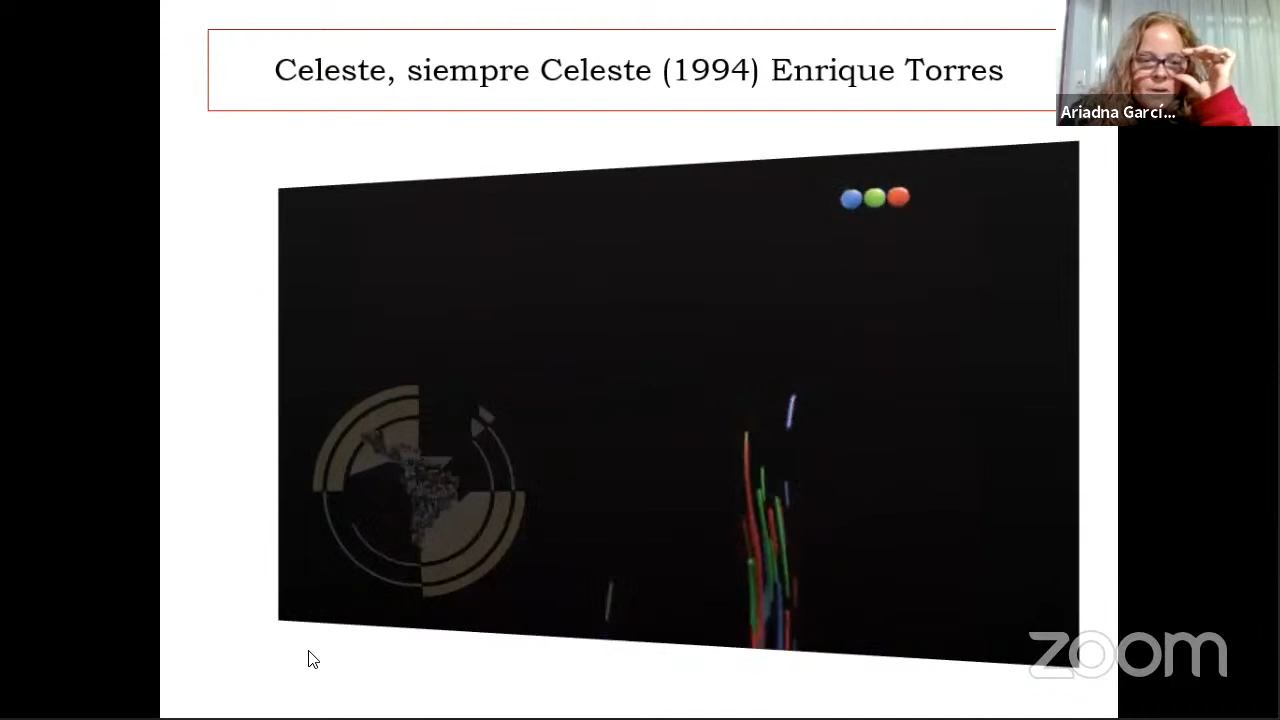 Celeste, siempre Celeste (1994) Enrique Torres
Ariadna Garcí...
zoom